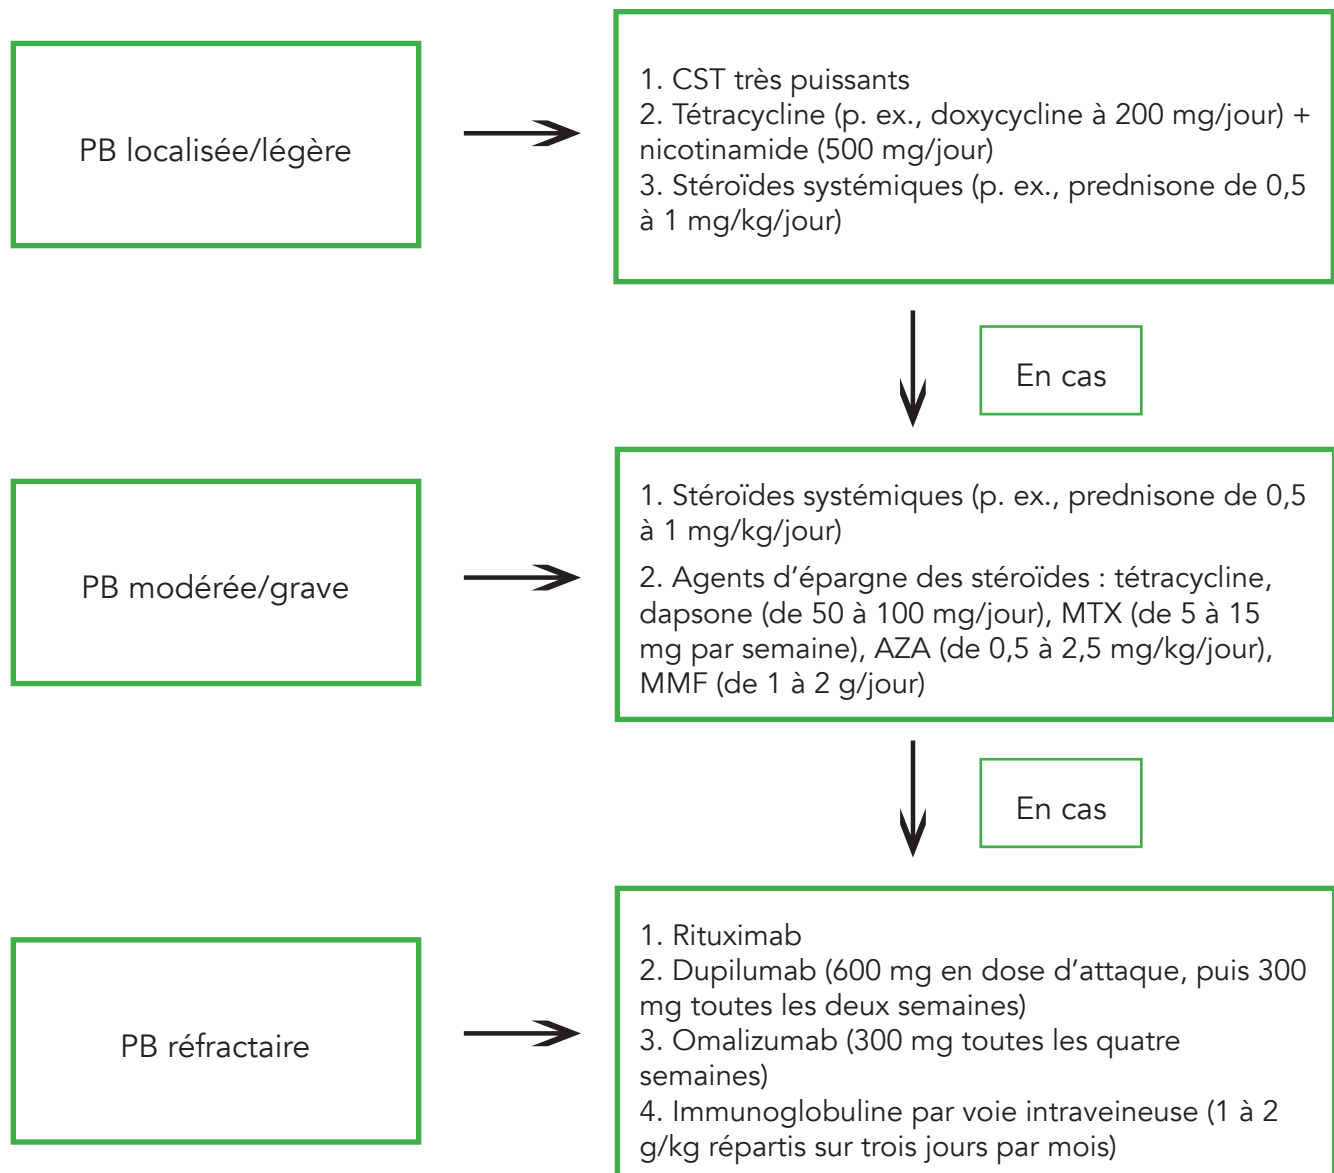 PB localisée/légère
1. CST très puissants
2. Tétracycline (p. ex., doxycycline à 200 mg/jour) +
nicotinamide (500 mg/jour)
3. Stéroïdes systémiques (p. ex., prednisone de 0,5
à 1 mg/kg/jour)
En cas
PB modérée/grave
1. Stéroïdes systémiques (p. ex., prednisone de 0,5
à 1 mg/kg/jour)
2. Agents d’épargne des stéroïdes : tétracycline,
dapsone (de 50 à 100 mg/jour), MTX (de 5 à 15
mg par semaine), AZA (de 0,5 à 2,5 mg/kg/jour),
MMF (de 1 à 2 g/jour)
En cas
PB réfractaire
1. Rituximab
2. Dupilumab (600 mg en dose d’attaque, puis 300
mg toutes les deux semaines)
3. Omalizumab (300 mg toutes les quatre
semaines)
4. Immunoglobuline par voie intraveineuse (1 à 2
g/kg répartis sur trois jours par mois)